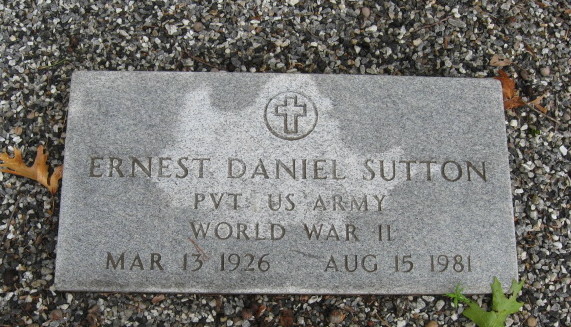 ERNEST DANIEL SUTTON
PVT US ARMY
WORLD WAR II
MAR 13 1926 AUG 15 1981